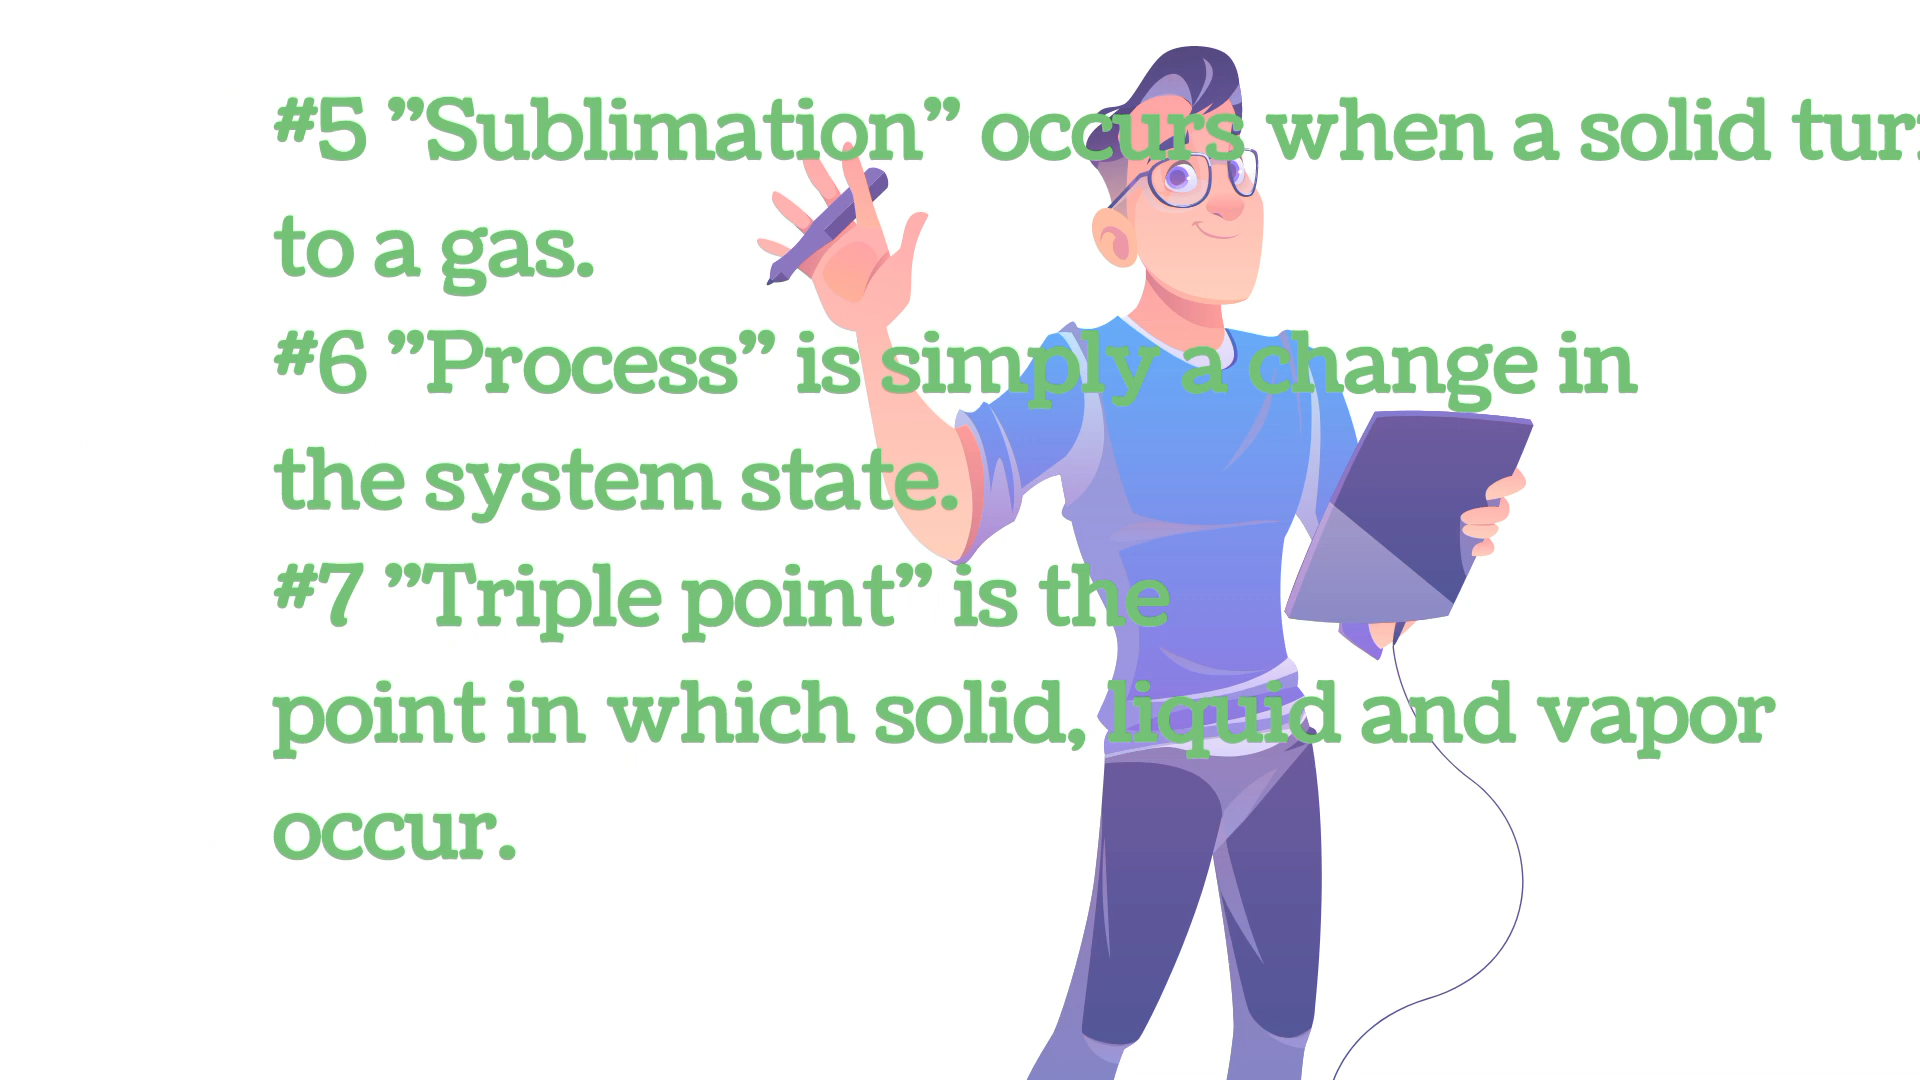 #5 ”Sublimation” occurs when a solid
to a gas.
#6 ”Process” is simply a change in
the system state.
#7 ”Triple point” is the
point in which solid, liquid and vapor
occur.